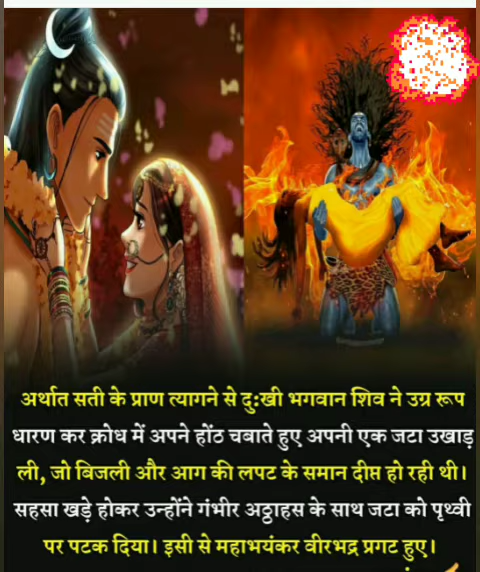 अर्थात सती के प्राण त्यागने से दु:खी भगवान शिव ने उग्र रूप
धारण कर क्रोध में अपने होंठ चबाते हुए अपनी एक जटा उखाड़
ली, जो बिजली और आग की लपट के समान दीप्त हो रही थी।
सहसा खड़े होकर उन्होंने गंभीर अठ्ठाहस के साथ जटा को पृथ्वी
पर पटक दिया। इसी से महाभयंकर वीरभद्र प्रगट हुए।